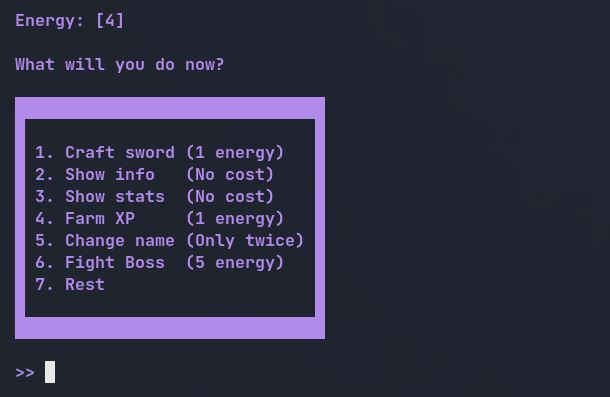 Energy: [4]
What will you do now?
1. Craft sword (1 energy)
2. Show info   (No cost)
3. Show stats  (No cost)
4. Farm XP     (1 energy)
5. Change name (Only twice)
6. Fight Boss  (5 energy)
7. Rest
>>